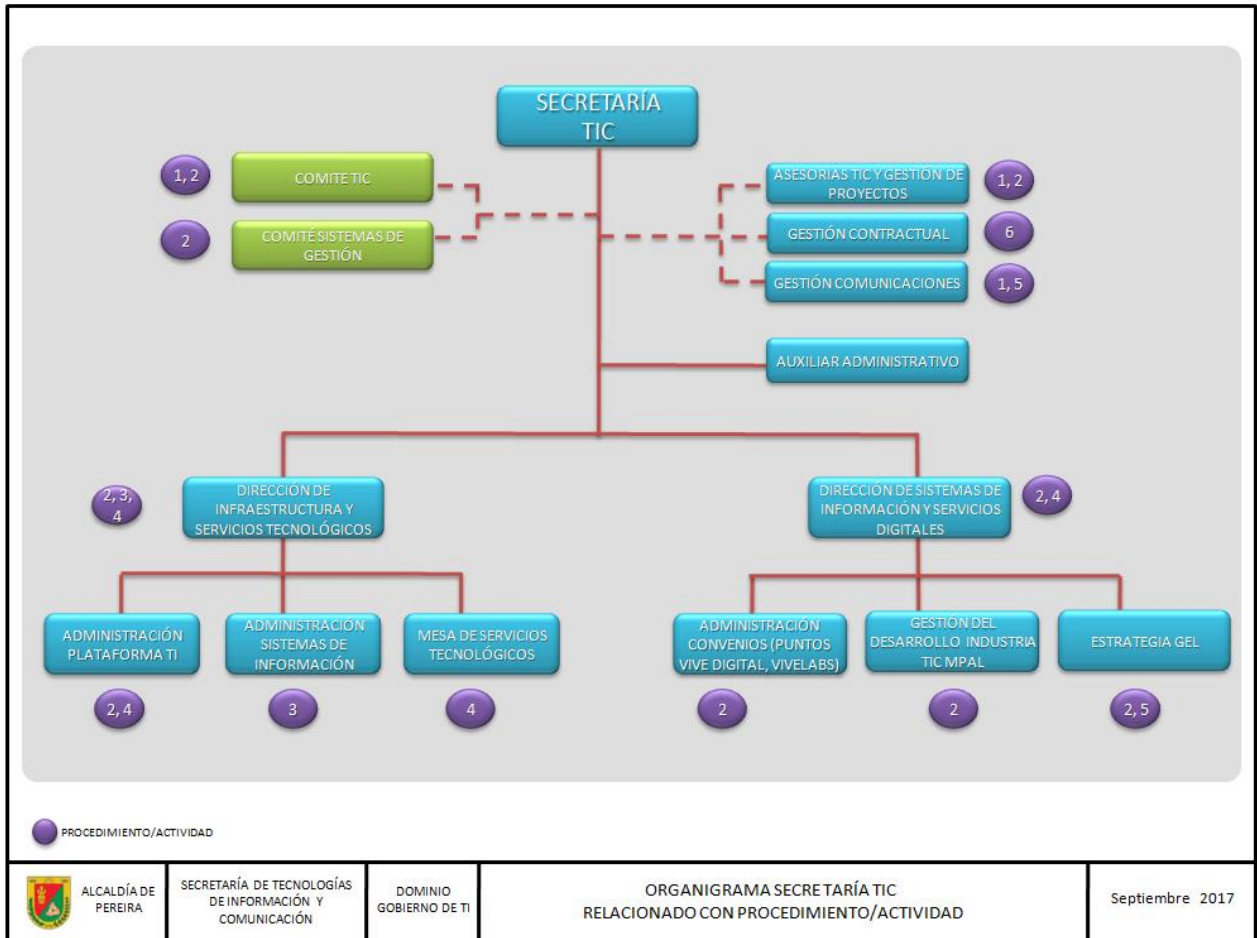 SECRETARÍA
TIC
1, 2
COMITE TIC
2
COMITÉ SISTEMAS DE
GESTIÓN
ASESORIAS TIC Y GESTIÓN DE
PROYECTOS
1, 2
GESTIÓN CONTRACTUAL
6
GESTIÓN COMUNICACIONES
1, 5
AUXILIAR ADMINISTRATIVO
2, 3,
4
DIRECCIÓN DE
INFRAESTRUCTURA Y
SERVICIOS TECNOLÓGICOS
DIRECCIÓN DE SISTEMAS DE
INFORMACIÓN Y SERVICIOS
DIGITALES
2, 4
ADMINISTRACIÓN
PLATAFORMA TI
ADMINISTRACIÓN
SISTEMAS DE
INFORMACIÓN
MESA DE SERVICIOS
TECNOLÓGICOS
ADMINISTRACIÓN
CONVENIOS (PUNTOS
VIVE DIGITAL, VIVELABS)
GESTIÓN DEL
DESARROLLO INDUSTRIA
TIC MPAL
ESTRATEGIA GEL
2, 4
3
4
2
2
2, 5
PROCEDIMIENTO/ACTIVIDAD
ALCALDÍA DE
PEREIRA
SECRETARÍA DE TECNOLOGÍAS
DE INFORMACIÓN Y
COMUNICACIÓN
DOMINIO
GOBIERNO DE TI
ORGANIGRAMA SECRETARÍA TIC
RELACIONADO CON PROCEDIMIENTO/ACTIVIDAD
Septiembre 2017